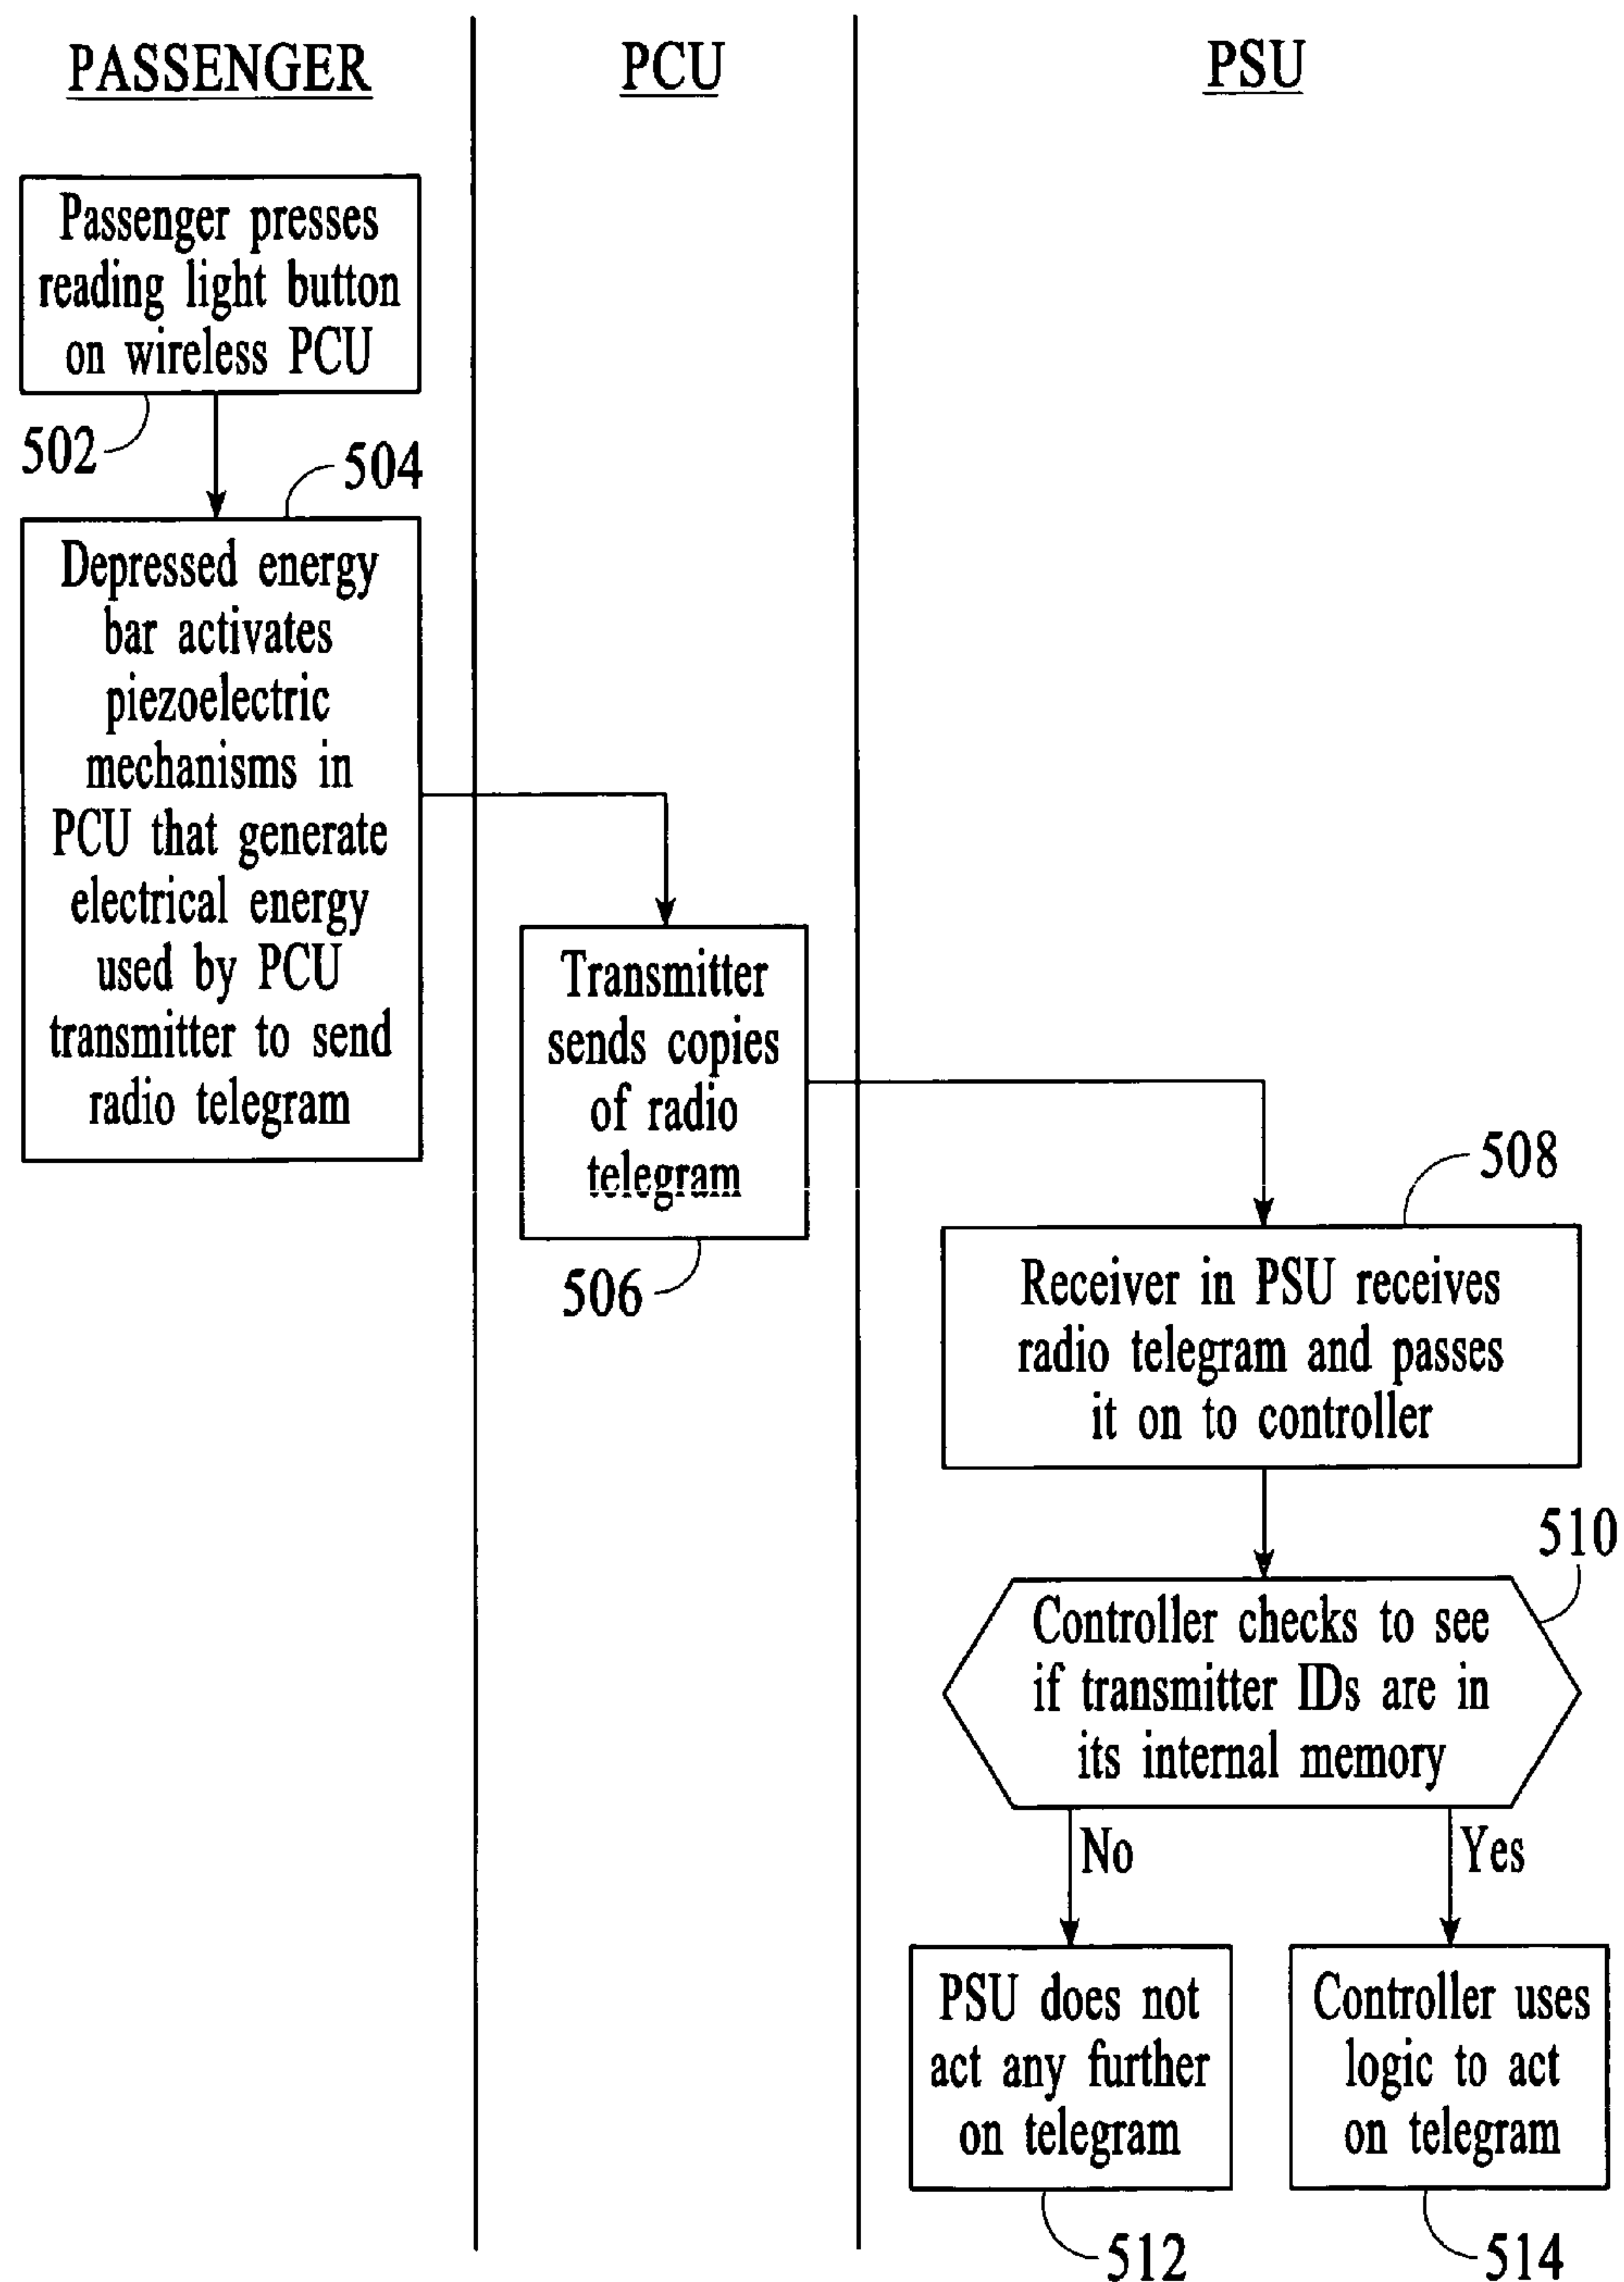 PASSENGER
PCU
PSU
Passenger presses
reading light button
on wireless PCU
502
504
Depressed energy
bar activates
piezoelectric
mechanisms in
PCU that generate
electrical energy
used by PCU
transmitter to send
radio telegram
Transmitter
sends copies
of radio
telegram
506
508
Receiver in PSU receives
radio telegram and passes
it on to controller
510
Controller checks to see
if transmitter IDs are in
its internal memory
No
Yes
PSU does not
act any further
on telegram
512
Controller uses
logic to act
on telegram
514